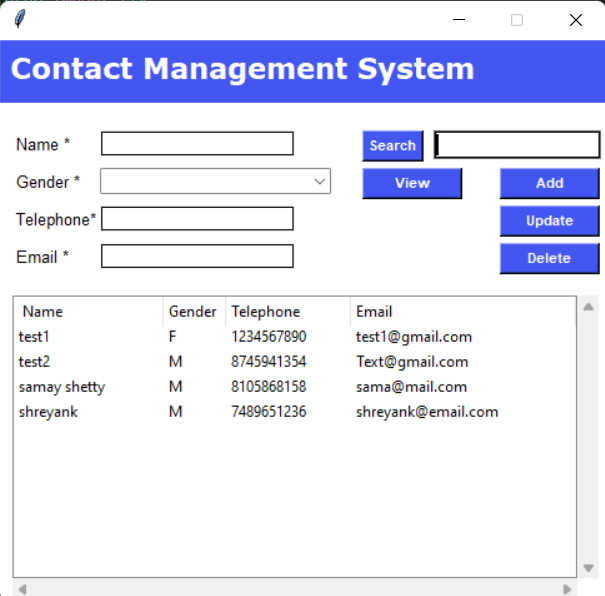 Contact Management System
Name * Search
Gender * View Add
Telephone* Update
Email * Delete
Name Gender Telephone Email
test1 F 1234567890 test1@gmail.com
test2 M 8745941354 Text@gmail.com
samay shetty M 8105868158 sama@mail.com
shreyank M 7489651236 shreyank@email.com